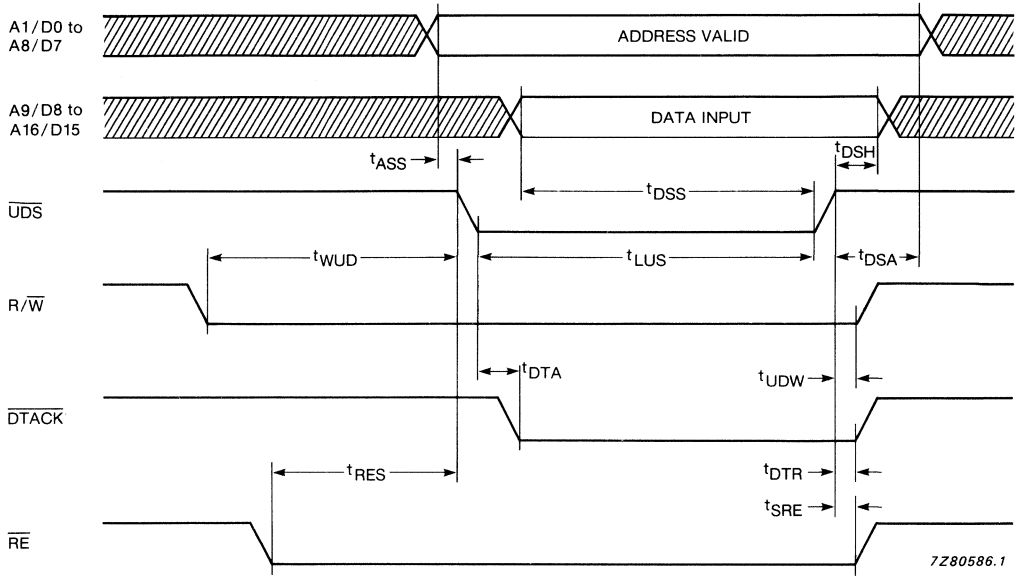 A1/D0 to
A8/D7
ADDRESS VALID
A9/D8 to
A16/D15
DATA INPUT
tASS
tDSH
tDSS
UDS
tWUD
tLUS
tDSA
R/W
tDTA
tUDW
DTACK
tRES
tDTR
tSRE
RE
7Z80586.1